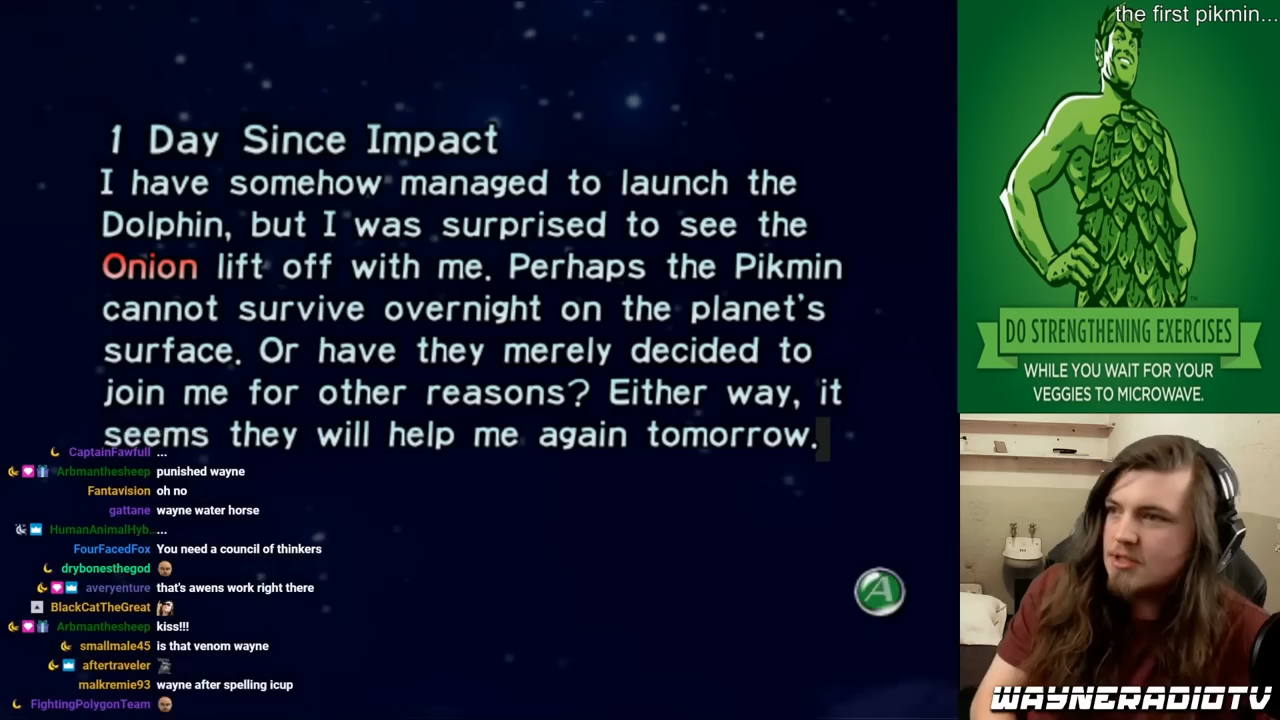 1 Day Since Impact
I have somehow managed to launch the
Dolphin, but I was surprised to see the
Onion lift off with me. Perhaps the Pikmin
cannot survive overnight on the planet's
surface. Or have they merely decided to
join me for other reasons? Either way, it
seems they will help me again tomorrow.
A
CaptainFawfull ...
Arbmanthesheep punished wayne
Fantavision oh no
gattane wayne water horse
HumanAnimalHyb... ...
FourFacedFox You need a council of thinkers
drybonesthegod
averyenture that's awens work right there
BlackCatTheGreat
Arbmanthesheep kiss!!!
smallmale45 is that venom wayne
aftertraveler
malkremie93 wayne after spelling icup
FightingPolygonTeam
the first pikmin...
DO STRENGTHENING EXERCISES
WHILE YOU WAIT FOR YOUR
VEGGIES TO MICROWAVE.
WAYNERADIOTV